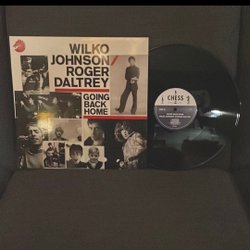 WILKO
JOHNSON/
ROGER
DALTREY
GOING
BACK
HOME
CHESS